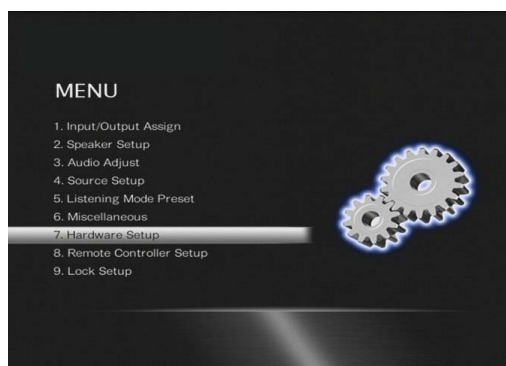 MENU
1. Input/Output Assign
2. Speaker Setup
3. Audio Adjust
4. Source Setup
5. Listening Mode Preset
6. Miscellaneous
7. Hardware Setup
8. Remote Controller Setup
9. Lock Setup